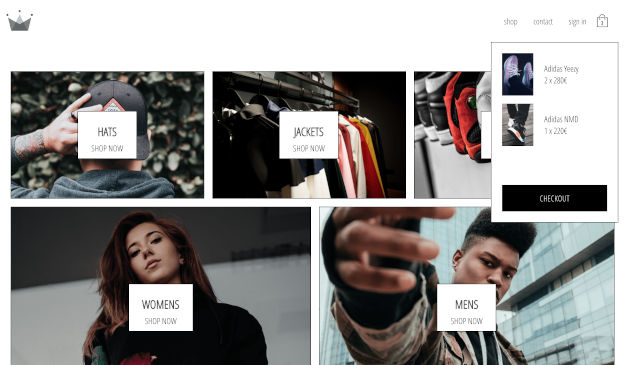 shop contact sign in 3
Adidas Yeezy
2 x 280€
Adidas NMD
1 x 220€
CHECKOUT
HATS
SHOP NOW
JACKETS
SHOP NOW
WOMENS
SHOP NOW
MENS
SHOP NOW